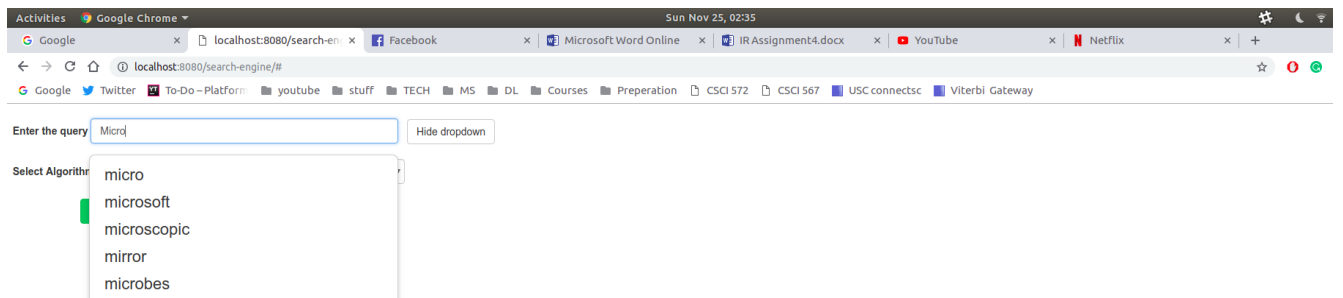 Activities Google Chrome ▾ Sun Nov 25, 02:35
Google × localhost:8080/search-en × Facebook × Microsoft Word Online × IR Assignment4.docx × YouTube × Netflix × +
localhost:8080/search-engine/#
Google Twitter To-Do – Platform youtube stuff TECH MS DL Courses Preperation CSCI 572 CSCI 567 USC connectsc Viterbi Gateway
Enter the query Micro Hide dropdown
Select Algorithm
micro
microsoft
microscopic
mirror
microbes